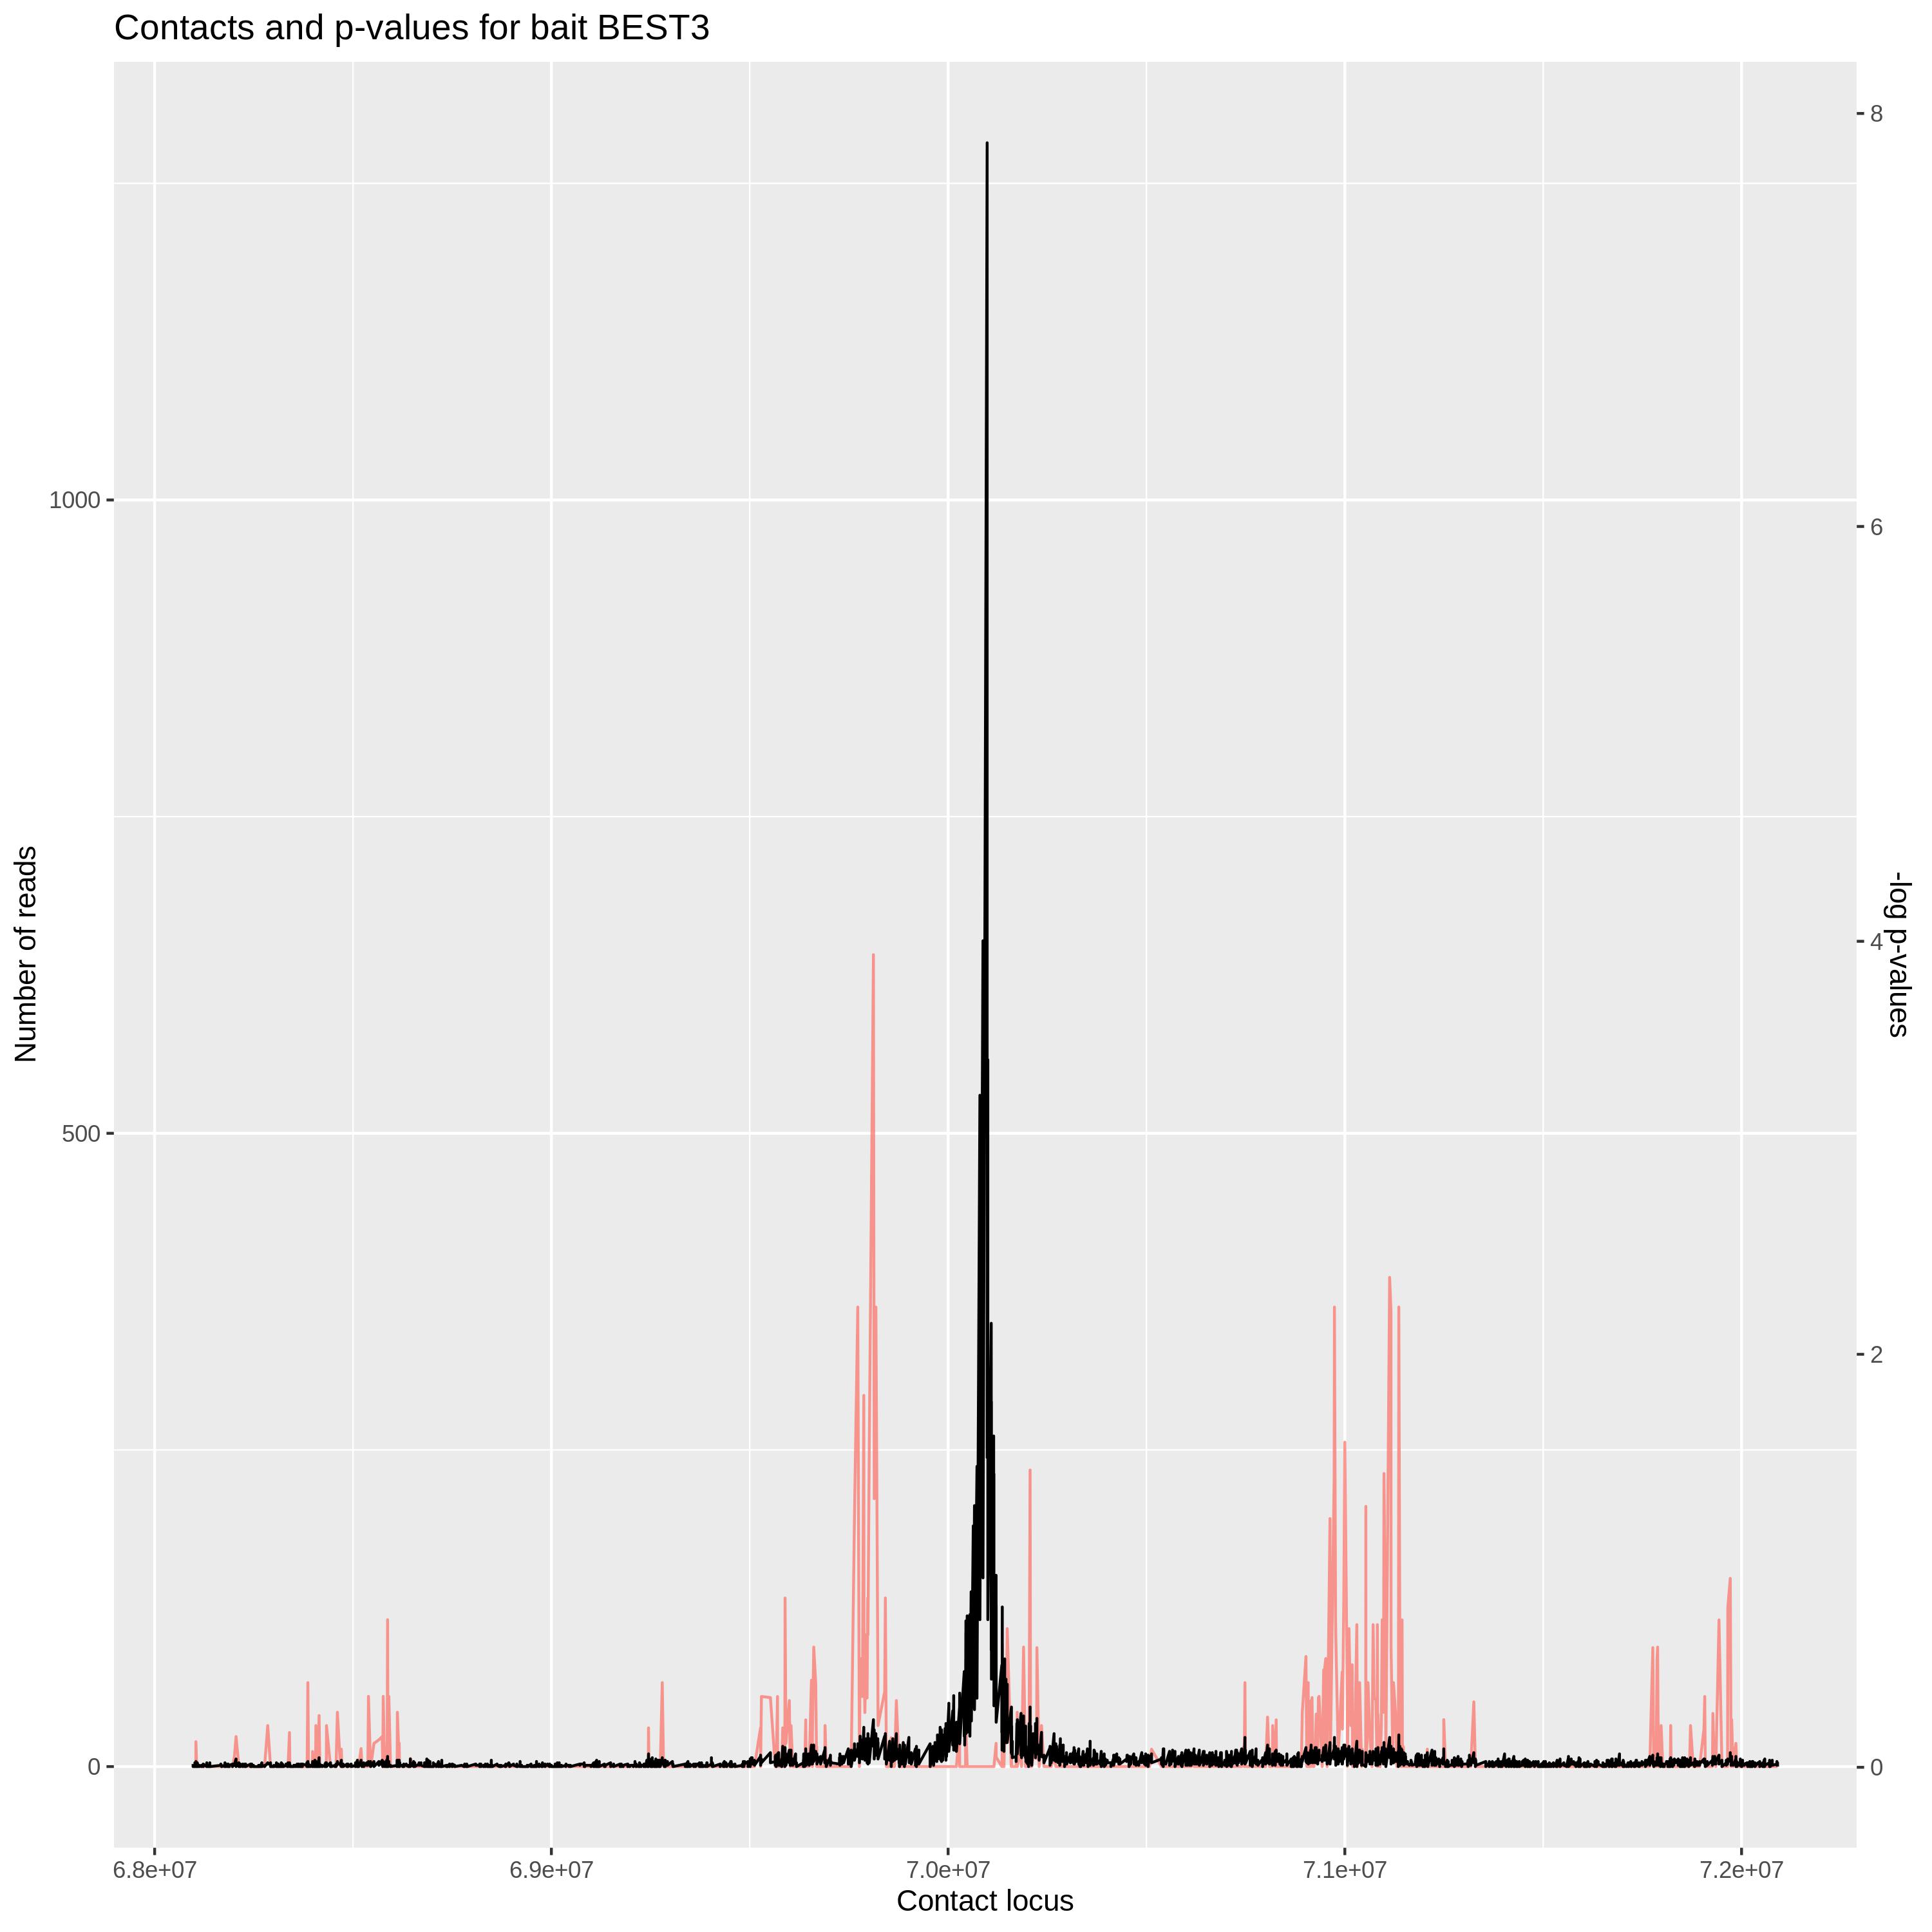 Contacts and p-values for bait BEST3
Number of reads
1000
500
0
8
6
4
2
0
-log p-values
6.8e+07 6.9e+07 7.0e+07 7.1e+07 7.2e+07
Contact locus